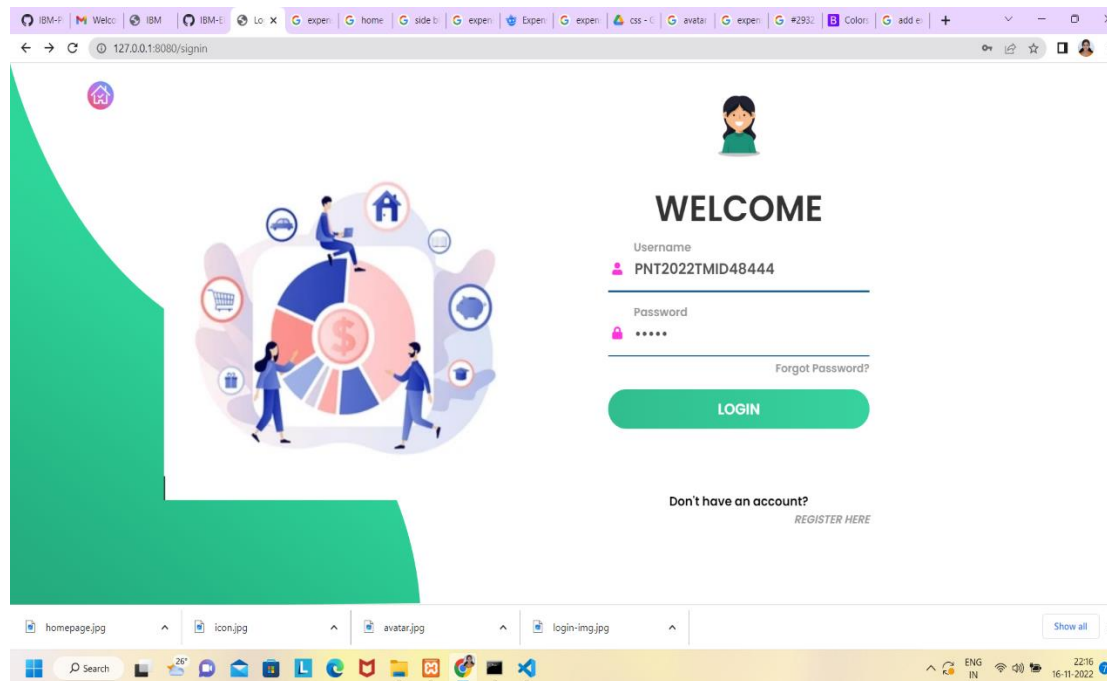 IBM-P
Welco
IBM
IBM-E
Lo
expen
home
side b
expen
Expen
expen
css - G
avatar
expen
#2932
Colors
add ex
127.0.0.1:8080/signin
WELCOME
Username
PNT2022TMID48444
Password
•••••
Forgot Password?
LOGIN
Don't have an account?
REGISTER HERE
homepage.jpg
icon.jpg
avatar.jpg
login-img.jpg
Show all
Search
26°
ENG
IN
22:16
16-11-2022